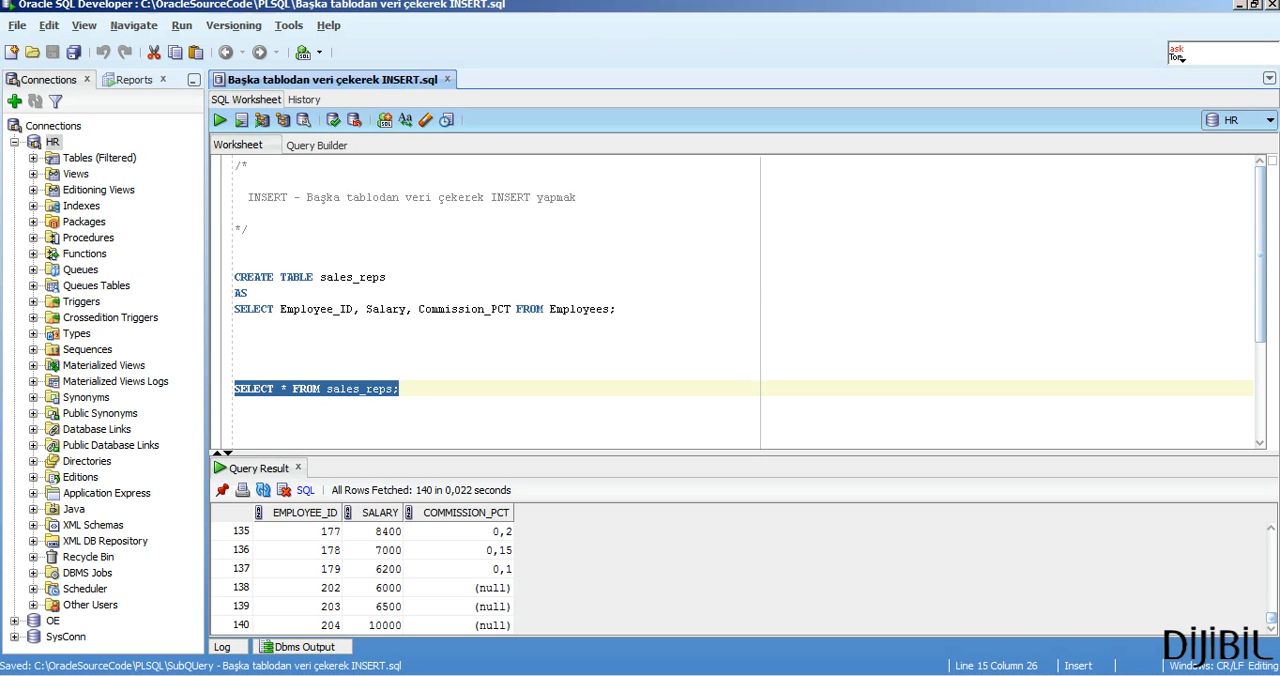 Oracle SQL Developer : C:\OracleSourceCode\PLSQL\Başka tablodan veri çekerek INSERT.sql
File Edit View Navigate Run Versioning Tools Help
ask
Tom
Connections Reports
Başka tablodan veri çekerek INSERT.sql
SQL Worksheet History
HR
Worksheet Query Builder
Connections
HR
Tables (Filtered)
Views
Editioning Views
Indexes
Packages
Procedures
Functions
Queues
Queues Tables
Triggers
Crossedition Triggers
Types
Sequences
Materialized Views
Materialized Views Logs
Synonyms
Public Synonyms
Database Links
Public Database Links
Directories
Editions
Application Express
Java
XML Schemas
XML DB Repository
Recycle Bin
DBMS Jobs
Scheduler
Other Users
OE
SysConn
/*
INSERT - Başka tablodan veri çekerek INSERT yapmak
*/
CREATE TABLE sales_reps
AS
SELECT Employee_ID, Salary, Commission_PCT FROM Employees;
SELECT * FROM sales_reps;
Query Result
SQL | All Rows Fetched: 140 in 0,022 seconds
EMPLOYEE_ID SALARY COMMISSION_PCT
135 177 8400 0,2
136 178 7000 0,15
137 179 6200 0,1
138 202 6000 (null)
139 203 6500 (null)
140 204 10000 (null)
Log Dbms Output
DiJiBiL
Saved: C:\OracleSourceCode\PLSQL\SubQUery - Başka tablodan veri çekerek INSERT.sql
Line 15 Column 26 Insert Windows: CR/LF Editing